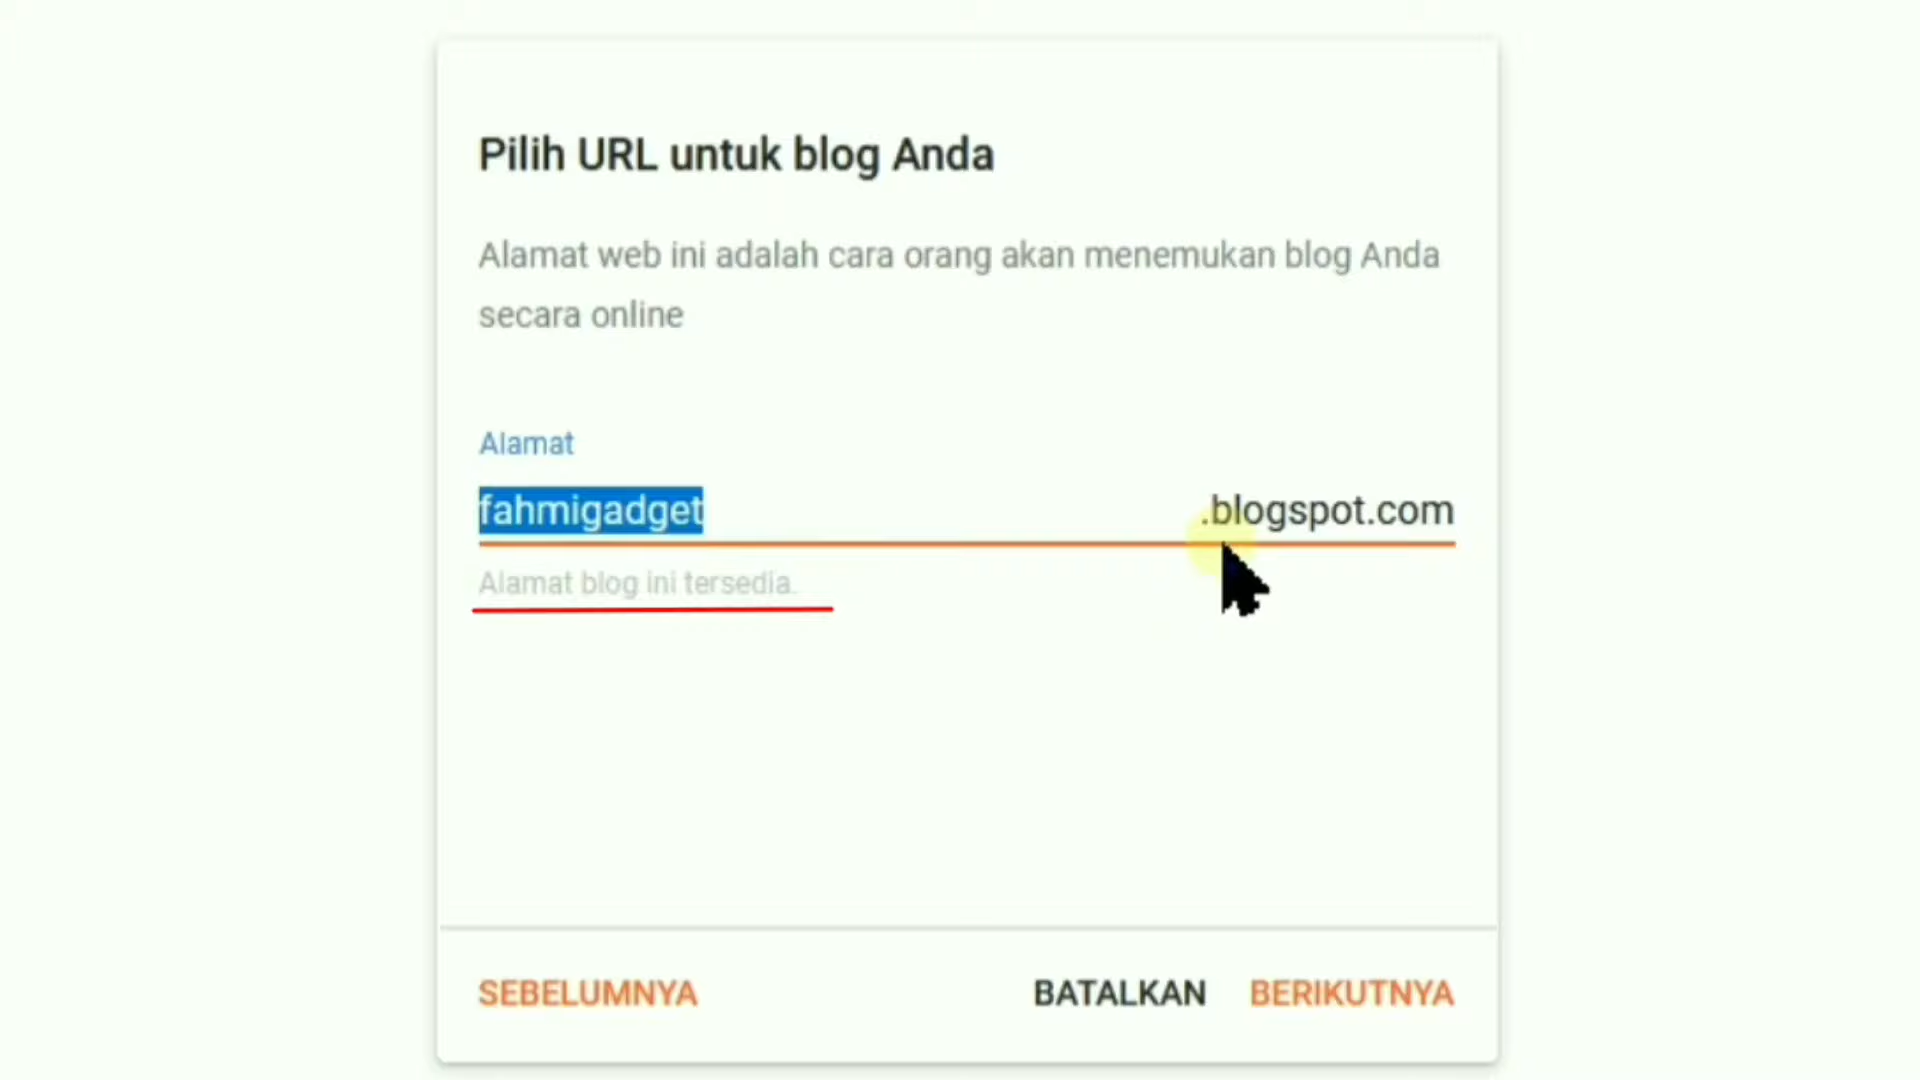 Pilih URL untuk blog Anda
Alamat web ini adalah cara orang akan menemukan blog Anda
secara online
Alamat
fahmigadget .blogspot.com
Alamat blog ini tersedia.
SEBELUMNYA BATALKAN BERIKUTNYA